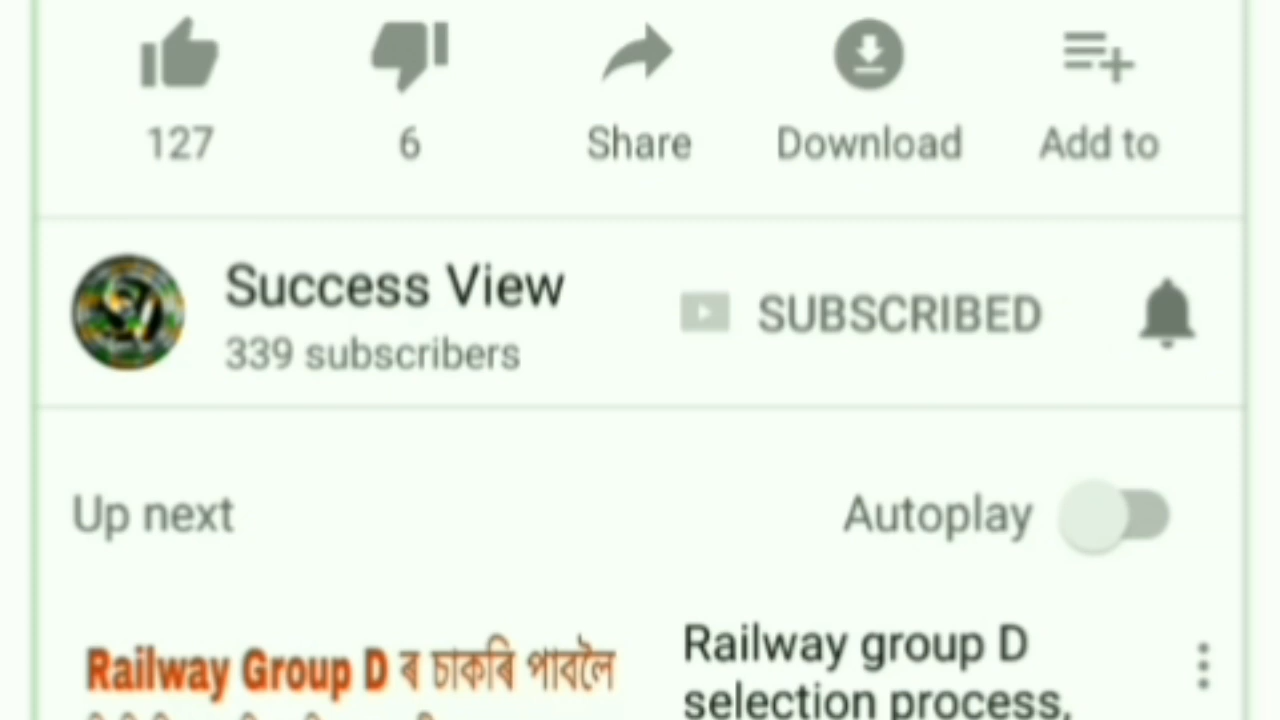 127
6
Share
Download
Add to
Success View
339 subscribers
SUBSCRIBED
Up next
Autoplay
Railway Group D ৰ চাকৰি পাবলৈ
Railway group D
selection process,